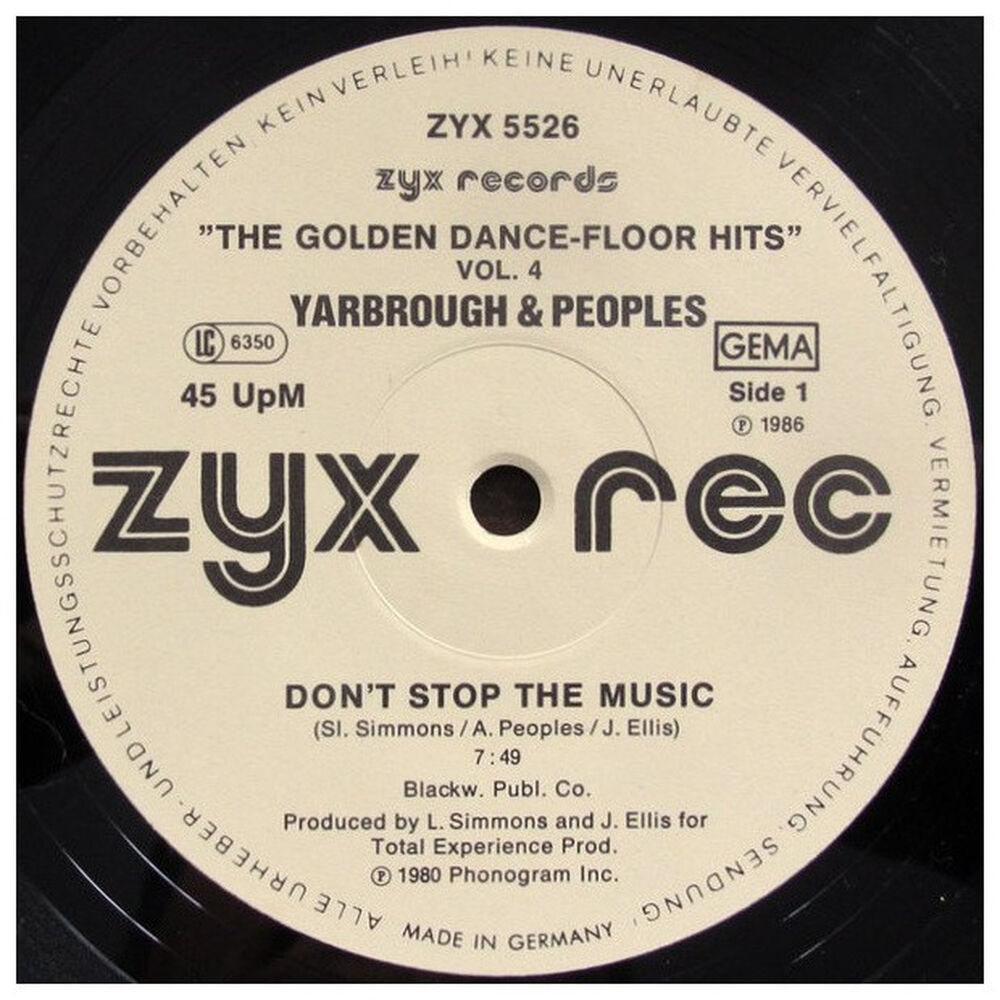 ALLE URHEBER- UND LEISTUNGSSCHUTZRECHTE VORBEHALTEN. KEIN VERLEIH! KEINE UNERLAUBTE VERVIELFÄLTIGUNG, VERMIETUNG, AUFFÜHRUNG, SENDUNG!
ZYX 5526
zyx records
"THE GOLDEN DANCE-FLOOR HITS"
VOL. 4
YARBROUGH & PEOPLES
LC 6350
GEMA
45 UpM
Side 1
Ⓟ 1986
zyx rec
DON'T STOP THE MUSIC
(Sl. Simmons / A. Peoples / J. Ellis)
7:49
Blackw. Publ. Co.
Produced by L. Simmons and J. Ellis for
Total Experience Prod.
Ⓟ 1980 Phonogram Inc.
MADE IN GERMANY